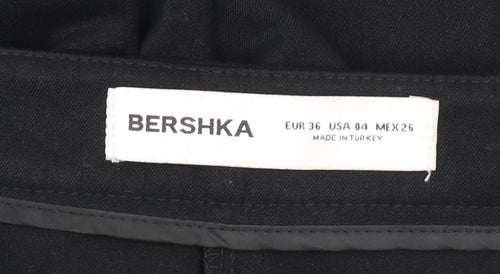 BERSHKA
EUR 36 USA 04 MEX 26
MADE IN TURKEY